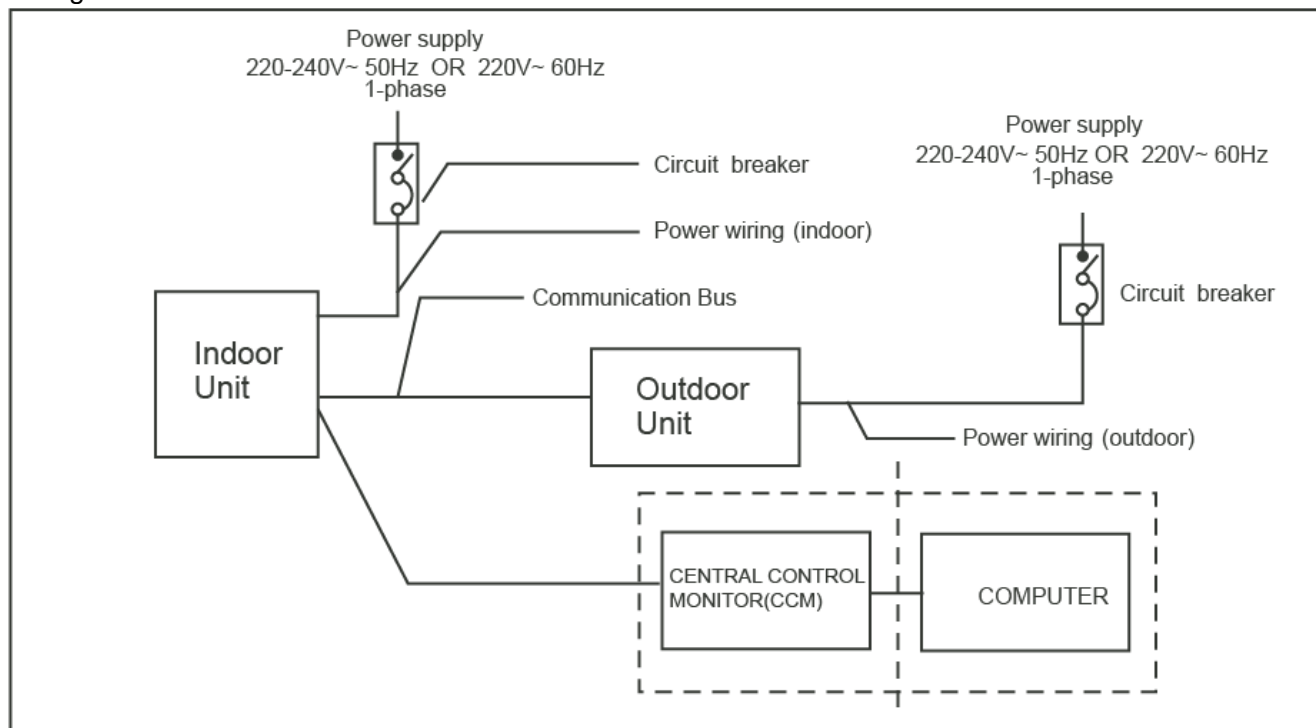 Power supply
220-240V~ 50Hz OR 220V~ 60Hz
1-phase
Power supply
220-240V~ 50Hz OR 220V~ 60Hz
1-phase
Circuit breaker
Power wiring (indoor)
Circuit breaker
Communication Bus
Indoor
Unit
Outdoor
Unit
Power wiring (outdoor)
CENTRAL CONTROL
MONITOR(CCM)
COMPUTER